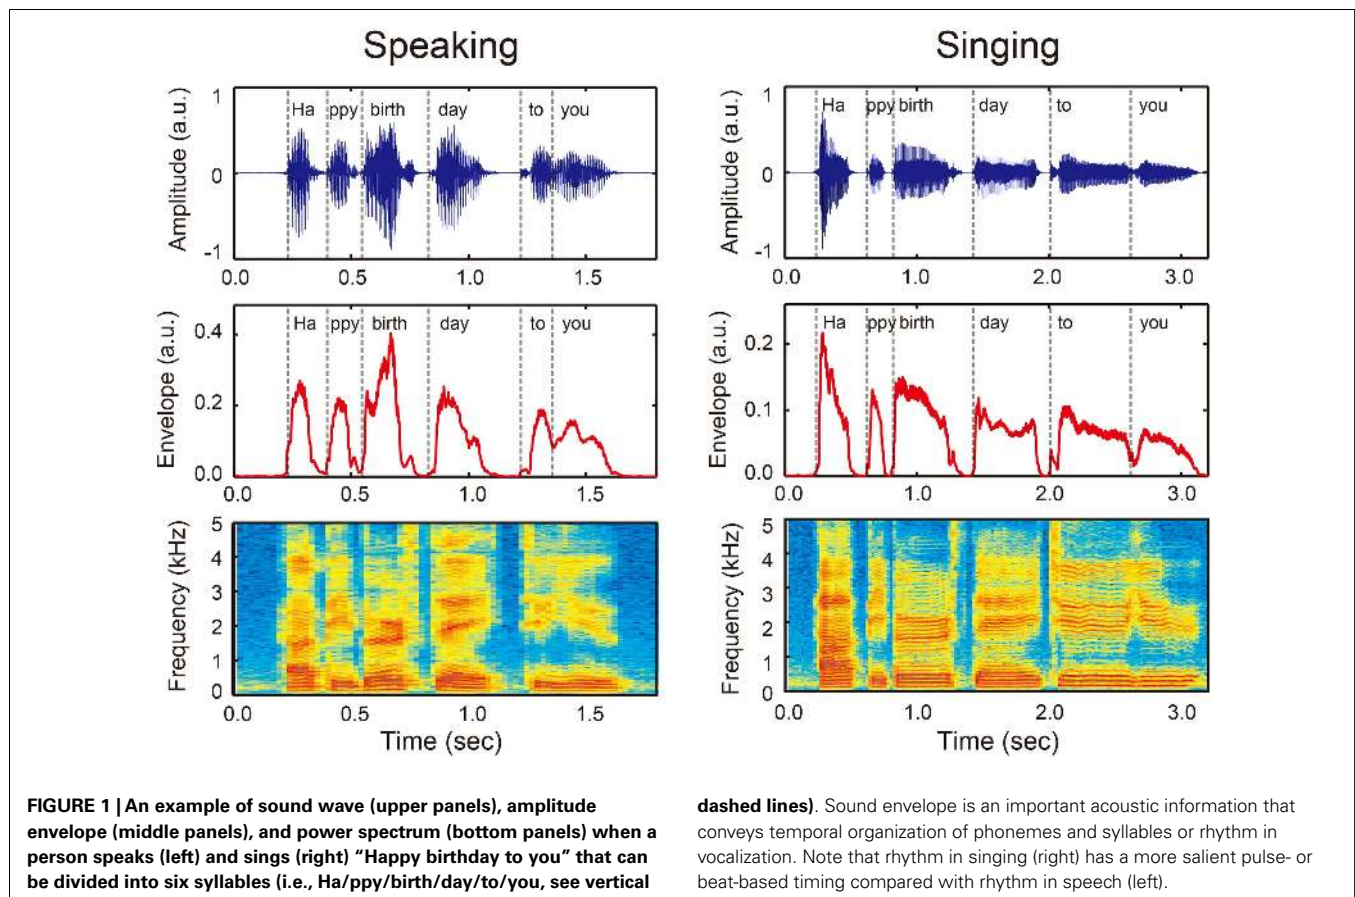 Speaking
Singing
Amplitude (a.u.)
1
0
-1
Ha ppy birth day to you
0.0 0.5 1.0 1.5
Amplitude (a.u.)
1
0
-1
Ha ppy birth day to you
0.0 1.0 2.0 3.0
Envelope (a.u.)
0.4
0.2
0.0
Ha ppy birth day to you
0.0 0.5 1.0 1.5
Envelope (a.u.)
0.2
0.1
0.0
Ha ppy birth day to you
0.0 1.0 2.0 3.0
Frequency (kHz)
5
4
3
2
1
0
0.0 0.5 1.0 1.5
Time (sec)
Frequency (kHz)
5
4
3
2
1
0
0.0 1.0 2.0 3.0
Time (sec)
FIGURE 1 | An example of sound wave (upper panels), amplitude
envelope (middle panels), and power spectrum (bottom panels) when a
person speaks (left) and sings (right) “Happy birthday to you” that can
be divided into six syllables (i.e., Ha/ppy/birth/day/to/you, see vertical
dashed lines). Sound envelope is an important acoustic information that
conveys temporal organization of phonemes and syllables or rhythm in
vocalization. Note that rhythm in singing (right) has a more salient pulse- or
beat-based timing compared with rhythm in speech (left).